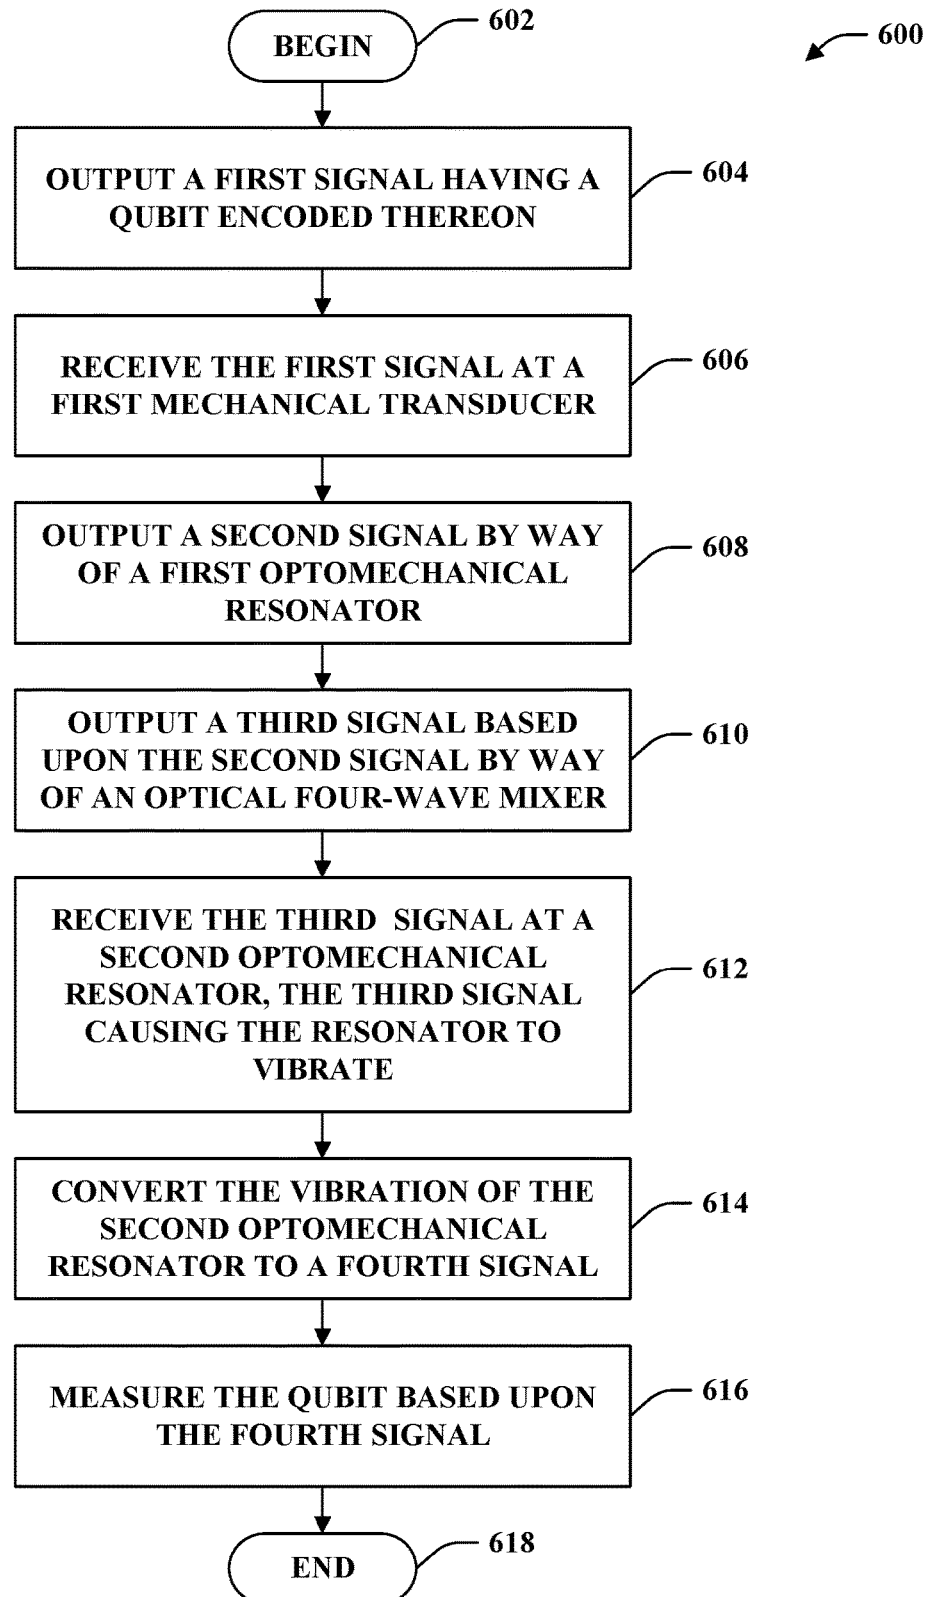 BEGIN
602
600
OUTPUT A FIRST SIGNAL HAVING A
QUBIT ENCODED THEREON
604
RECEIVE THE FIRST SIGNAL AT A
FIRST MECHANICAL TRANSDUCER
606
OUTPUT A SECOND SIGNAL BY WAY
OF A FIRST OPTOMECHANICAL
RESONATOR
608
OUTPUT A THIRD SIGNAL BASED
UPON THE SECOND SIGNAL BY WAY
OF AN OPTICAL FOUR-WAVE MIXER
610
RECEIVE THE THIRD SIGNAL AT A
SECOND OPTOMECHANICAL
RESONATOR, THE THIRD SIGNAL
CAUSING THE RESONATOR TO
VIBRATE
612
CONVERT THE VIBRATION OF THE
SECOND OPTOMECHANICAL
RESONATOR TO A FOURTH SIGNAL
614
MEASURE THE QUBIT BASED UPON
THE FOURTH SIGNAL
616
END
618